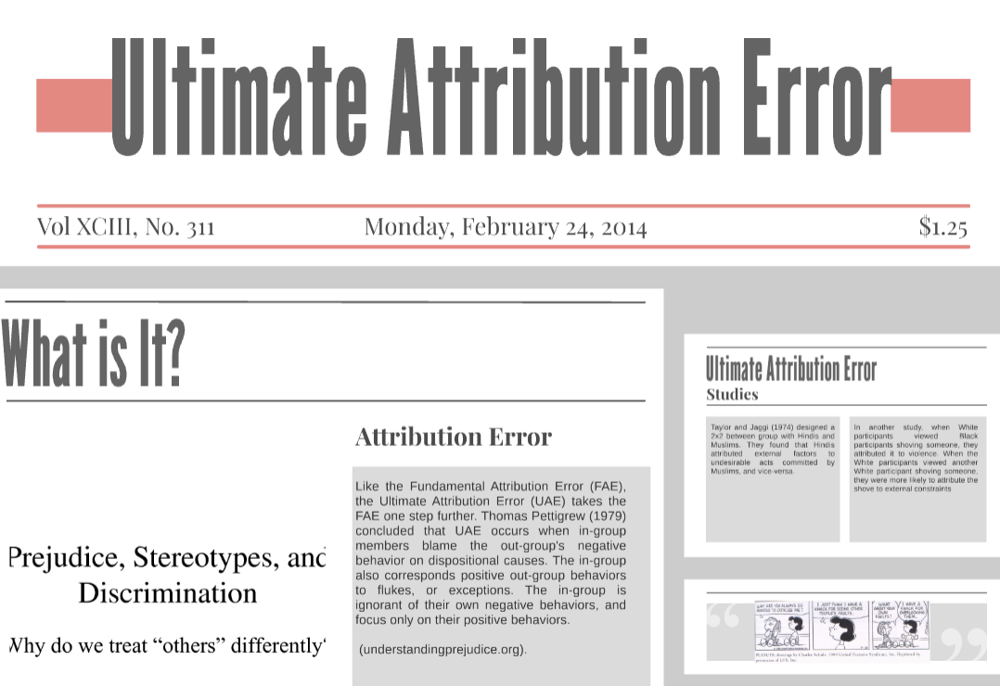 Ultimate Attribution Error
Vol XCIII, No. 311
Monday, February 24, 2014
$1.25
What is It?
Prejudice, Stereotypes, and
Discrimination
Why do we treat “others” differently‘
Attribution Error
Like the Fundamental Attribution Error (FAE),
the Ultimate Attribution Error (UAE) takes the
FAE one step further. Thomas Pettigrew (1979)
concluded that UAE occurs when in-group
members blame the out-group's negative
behavior on dispositional causes. The in-group
also corresponds positive out-group behaviors
to flukes, or exceptions. The in-group is
ignorant of their own negative behaviors, and
focus only on their positive behaviors.
(understandingprejudice.org).
Ultimate Attribution Error
Studies
Taylor and Jaggi (1974) designed a
2x2 between group with Hindis and
Muslims. They found that Hindis
attributed external factors to
undesirable acts committed by
Muslims, and vice-versa.
In another study, when White
participants viewed Black
participants shoving someone, they
attributed it to violence. When the
White participants viewed another
White participant shoving someone,
they were more likely to attribute the
shove to external constraints
WHY ARE YOU ALWAYS SO
ANXIOUS TO CRITICIZE ME?
I JUST THINK I HAVE A
KNACK FOR SEEING OTHER
PEOPLE'S FAULTS.
WHAT
ABOUT YOUR
OWN
FAULTS?
I HAVE A
KNACK FOR
OVERLOOKING
THEM.
PEANUTS drawings by Charles Schulz. 1989 United Features Syndicate, Inc. Reprinted by
permission of UFS, Inc.